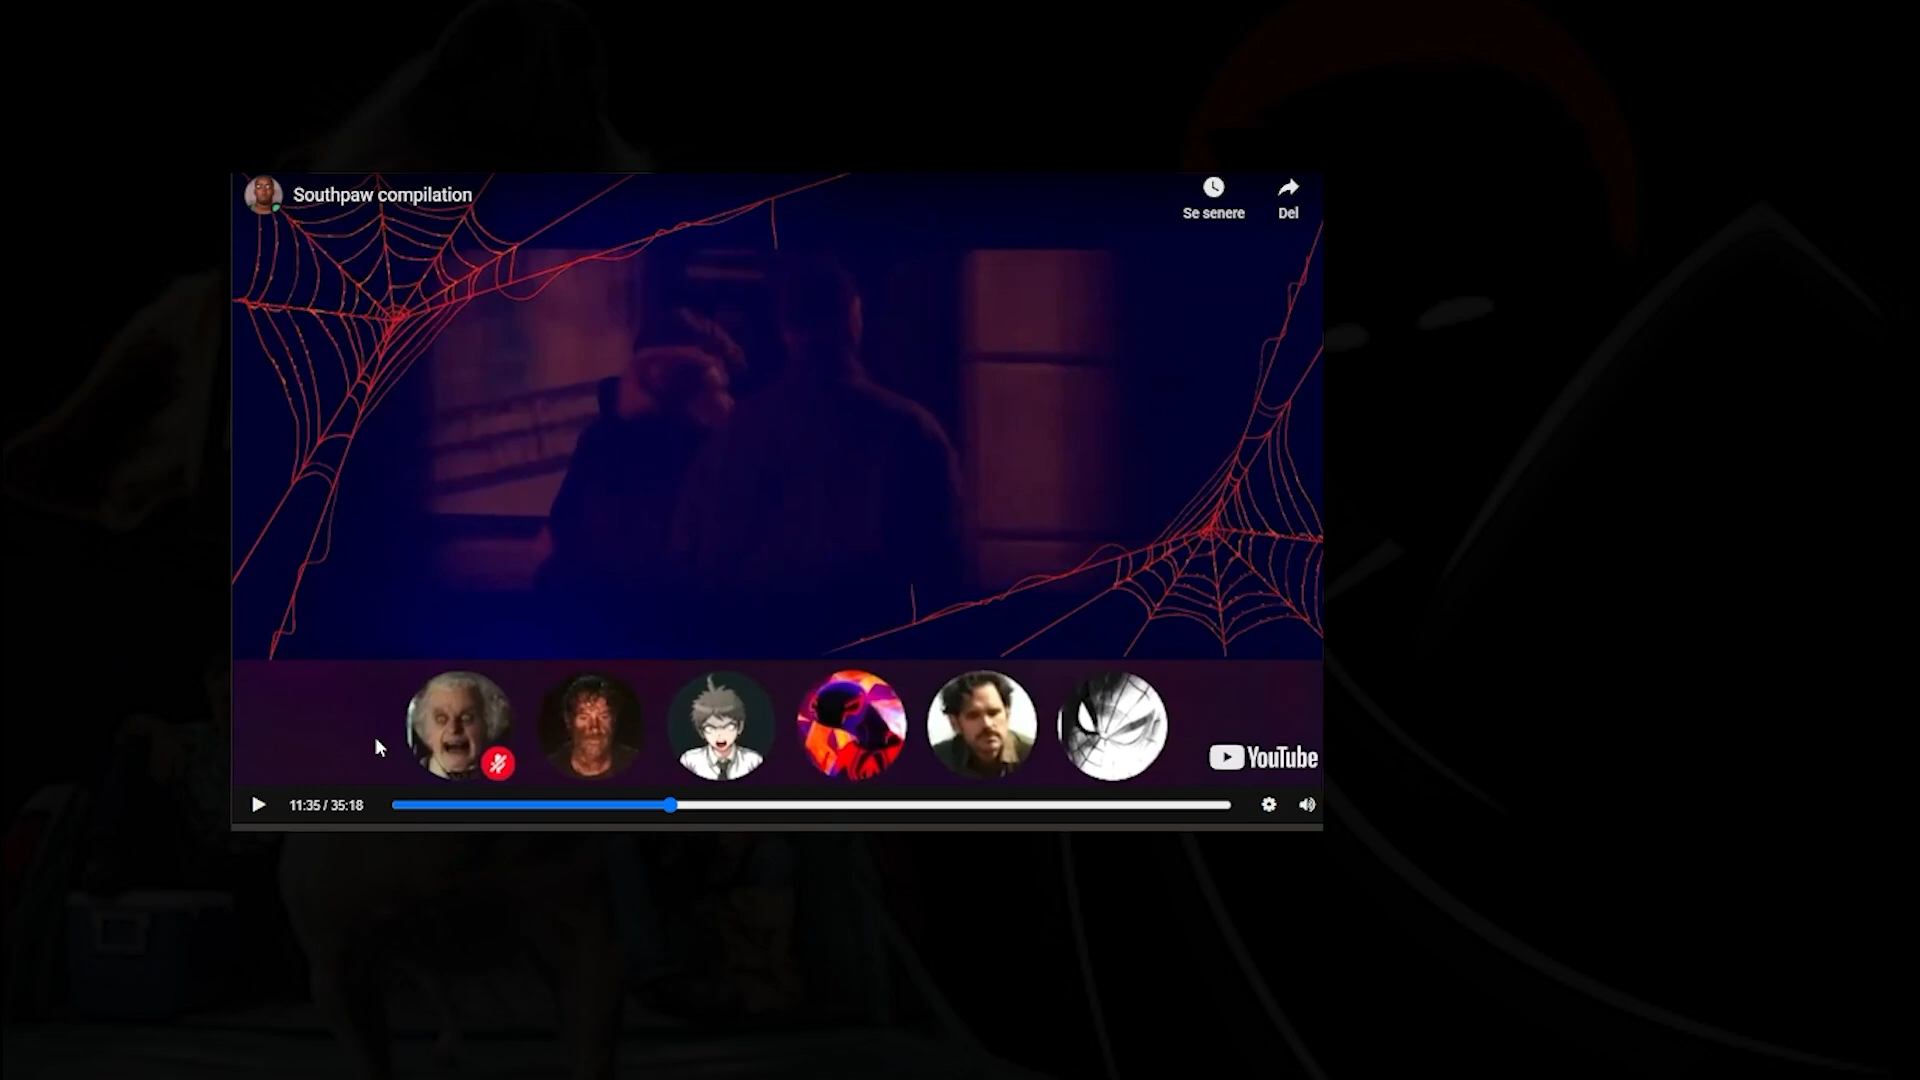 Southpaw compilation
Se senere
Del
YouTube
11:35 / 35:18